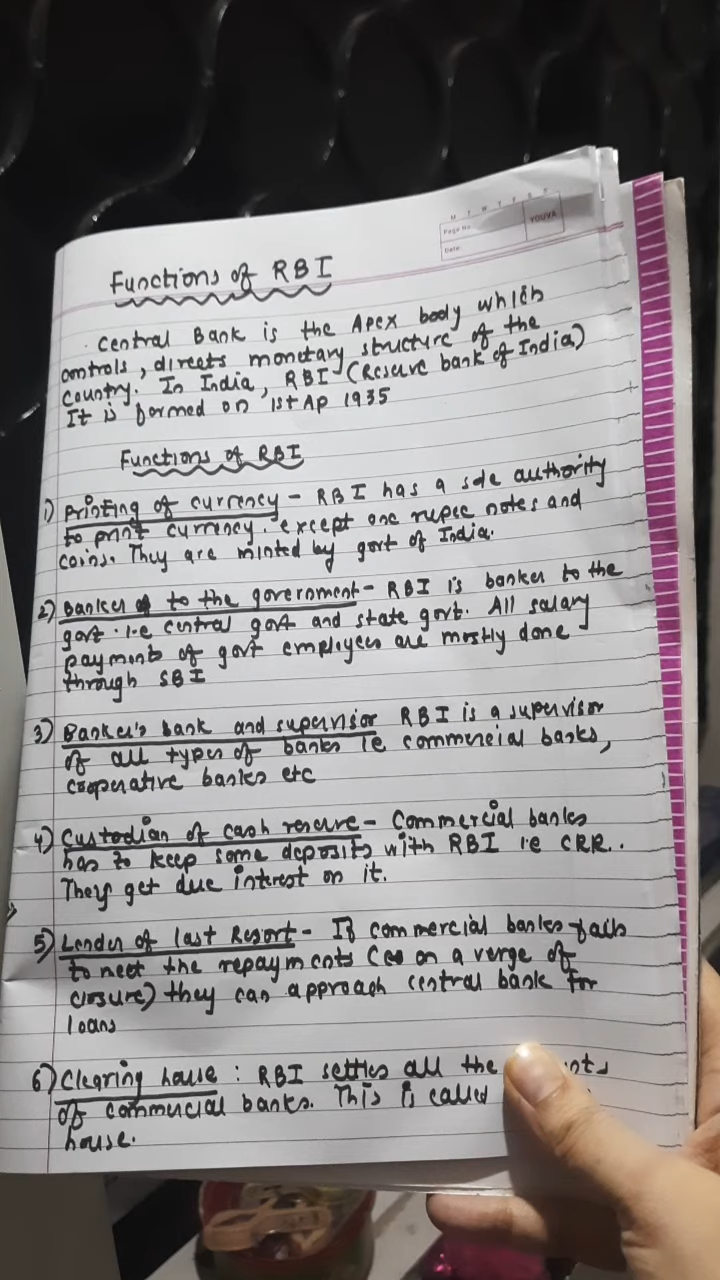 M T W T F S S
Page No.
YOUVA
Date:
Functions of RBI
Central Bank is the Apex body which
controls, directs monetary structure of the
country. In India, RBI (Reserve bank of India)
It is formed on 1st Ap 1935
Functions of RBI
1) Printing of currency - RBI has a sole authority
to print currency. except one rupee notes and
coins. They are minted by govt of India.
2) Banker to the government - RBI is banker to the
govt. i.e central govt and state govt. All salary
payments of govt employees are mostly done
through SBI
3) Banker's bank and supervisor RBI is a supervisor
of all types of banks ie commercial banks,
cooperative banks etc
4) Custodian of cash reserve - Commercial banks
has to keep some deposits with RBI i.e CRR..
They get due interest on it.
5) Lender of last Resort - If commercial banks fails
to meet the repayments (on a verge of
closure) they can approach central bank for
loans
6) Clearing house : RBI settles all the
of commercial banks. This is called
house.